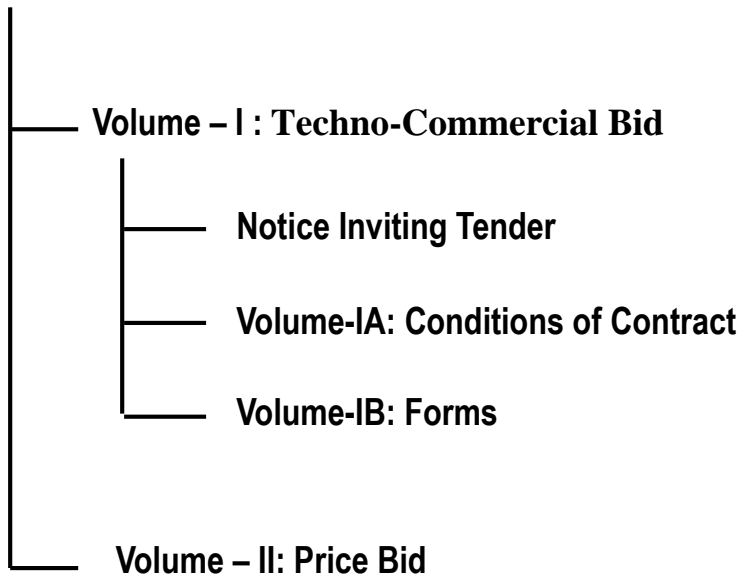 Volume – I : Techno-Commercial Bid
Notice Inviting Tender
Volume-IA: Conditions of Contract
Volume-IB: Forms
Volume – II: Price Bid